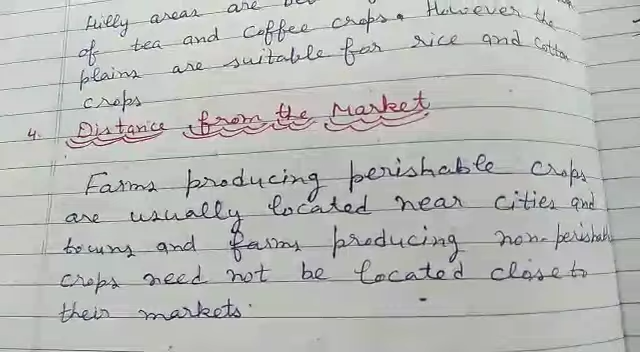 hilly areas are
of tea and coffee crops. However the
plains are suitable for rice and cotton
crops
4. Distance from the Market
Farms producing perishable crops
are usually located near cities and
towns and farms producing non-perishable
crops need not be located close to
their markets.